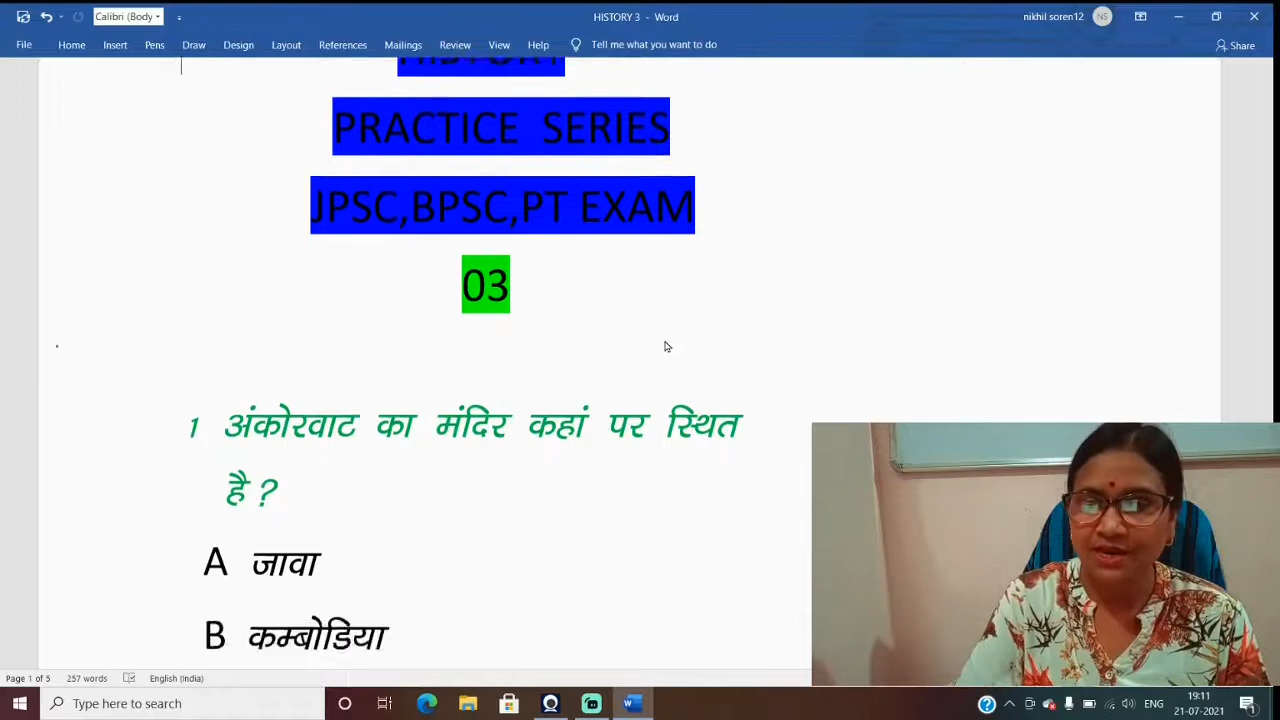 Calibri (Body
HISTORY 3 - Word
nikhil soren12
NS
File Home Insert Pens Draw Design Layout References Mailings Review View Help Tell me what you want to do Share
HISTORY
PRACTICE SERIES
JPSC,BPSC,PT EXAM
03
1 अंकोरवाट का मंदिर कहां पर स्थित
है ?
A जावा
B कम्बोडिया
Page 1 of 5 257 words English (India)
Type here to search
ENG
19:11
21-07-2021
1